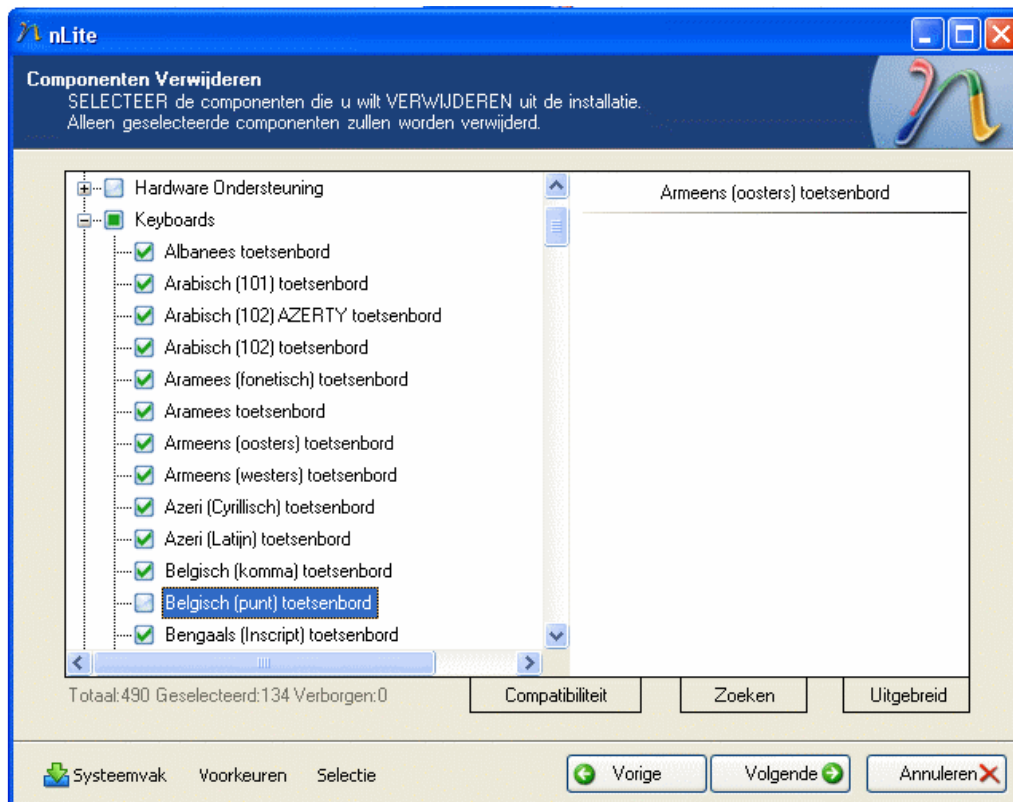 nLite
Componenten Verwijderen
SELECTEER de componenten die u wilt VERWIJDEREN uit de installatie.
Alleen geselecteerde componenten zullen worden verwijderd.
Hardware Ondersteuning
Keyboards
Albanees toetsenbord
Arabisch (101) toetsenbord
Arabisch (102) AZERTY toetsenbord
Arabisch (102) toetsenbord
Aramees (fonetisch) toetsenbord
Aramees toetsenbord
Armeens (oosters) toetsenbord
Armeens (westers) toetsenbord
Azeri (Cyrillisch) toetsenbord
Azeri (Latijn) toetsenbord
Belgisch (komma) toetsenbord
Belgisch (punt) toetsenbord
Bengaals (Inscript) toetsenbord
Armeens (oosters) toetsenbord
Totaal:490 Geselecteerd:134 Verborgen:0
Compatibiliteit
Zoeken
Uitgebreid
Systeemvak Voorkeuren Selectie
Vorige
Volgende
Annuleren